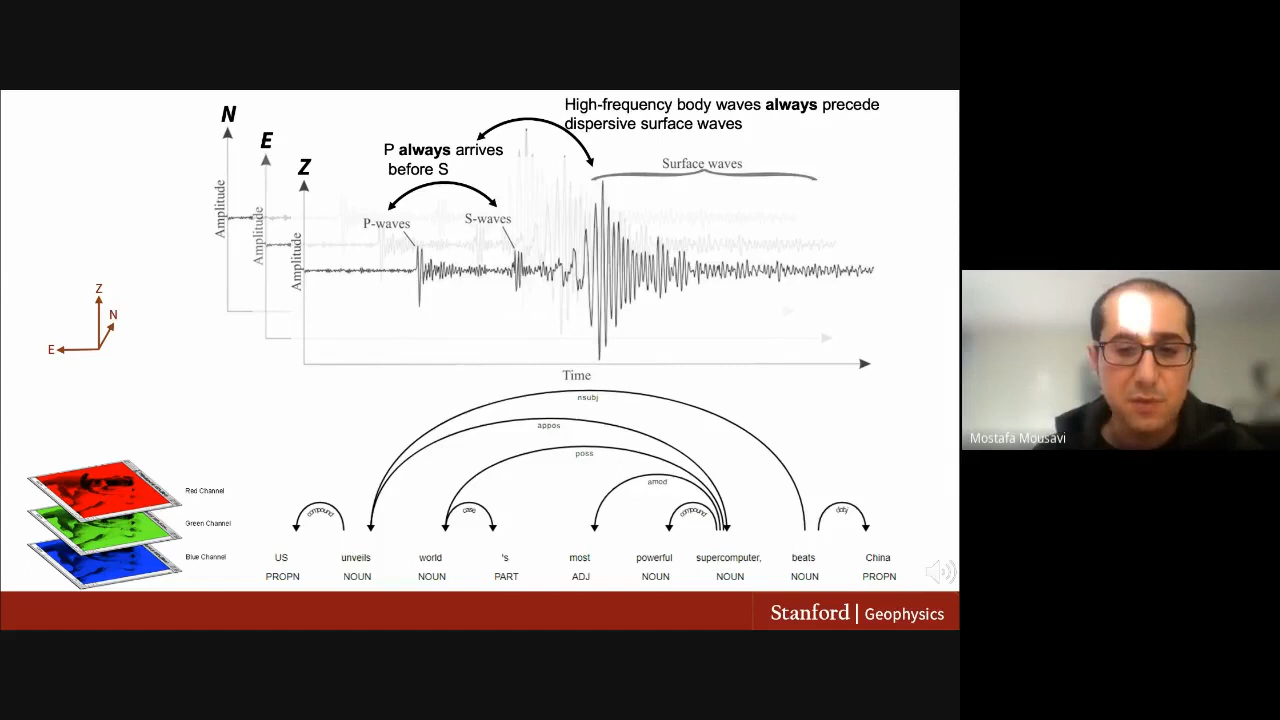 High-frequency body waves always precede
dispersive surface waves
N
E
Z
P always arrives
before S
Surface waves
P-waves
S-waves
Amplitude
Amplitude
Amplitude
Time
Z
N
E
nsubj
appos
poss
amod
compound
case
compound
dobj
US unveils world 's most powerful supercomputer, beats China
PROPN NOUN NOUN PART ADJ NOUN NOUN NOUN PROPN
Red Channel
Green Channel
Blue Channel
Stanford | Geophysics
Mostafa Mousavi